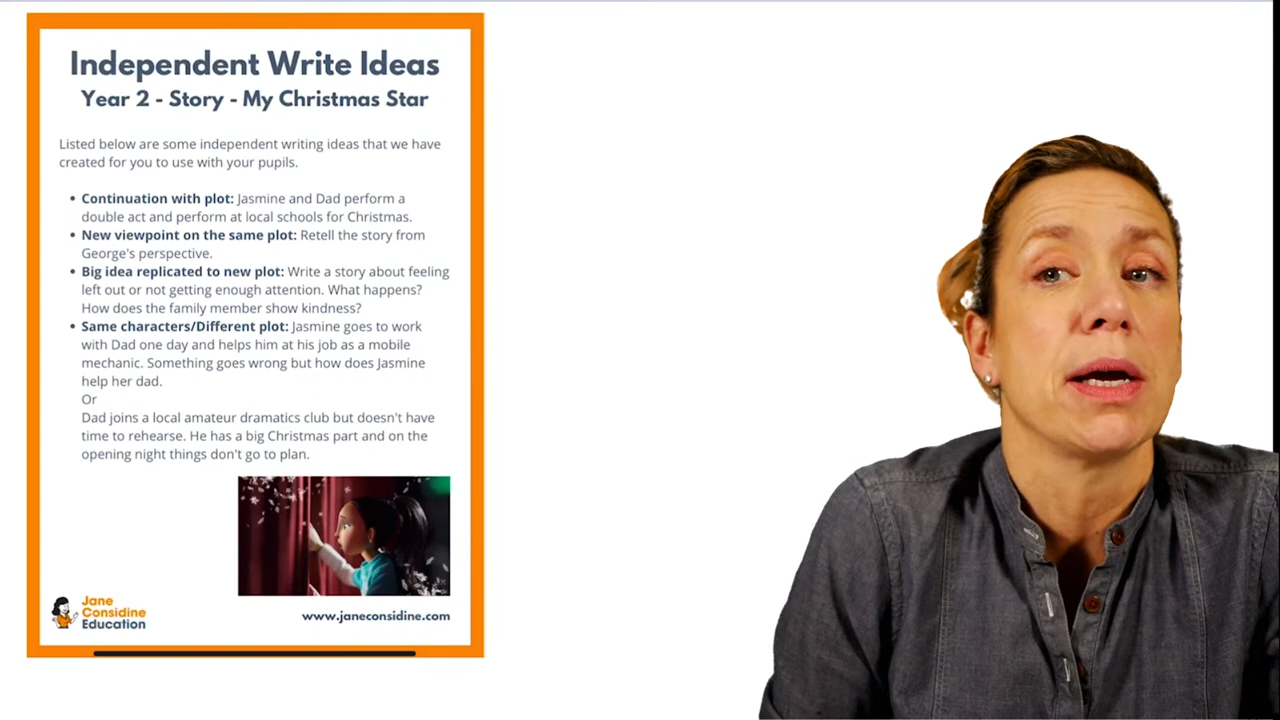 Independent Write Ideas
Year 2 - Story - My Christmas Star
Listed below are some independent writing ideas that we have
created for you to use with your pupils.
• Continuation with plot: Jasmine and Dad perform a
double act and perform at local schools for Christmas.
• New viewpoint on the same plot: Retell the story from
George's perspective.
• Big idea replicated to new plot: Write a story about feeling
left out or not getting enough attention. What happens?
How does the family member show kindness?
• Same characters/Different plot: Jasmine goes to work
with Dad one day and helps him at his job as a mobile
mechanic. Something goes wrong but how does Jasmine
help her dad.
Or
Dad joins a local amateur dramatics club but doesn't have
time to rehearse. He has a big Christmas part and on the
opening night things don't go to plan.
Jane
Considine
Education
www.janeconsidine.com